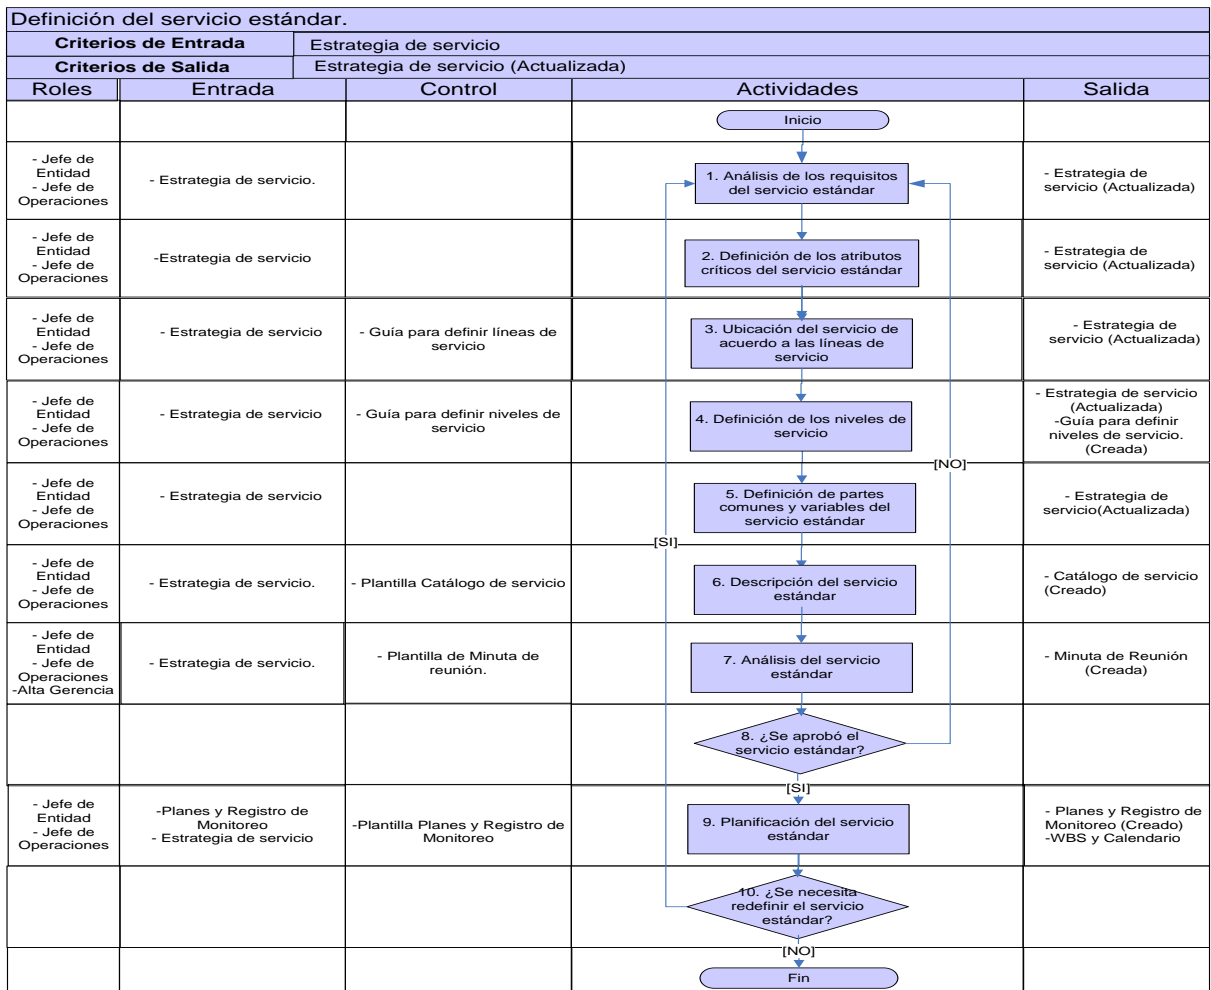 Definición del servicio estándar.
Criterios de Entrada
Estrategia de servicio
Criterios de Salida
Estrategia de servicio (Actualizada)
Roles
Entrada
Control
Actividades
Salida
Inicio
- Jefe de
Entidad
- Jefe de
Operaciones
- Estrategia de servicio.
1. Análisis de los requisitos
del servicio estándar
- Estrategia de
servicio (Actualizada)
- Jefe de
Entidad
- Jefe de
Operaciones
-Estrategia de servicio
2. Definición de los atributos
críticos del servicio estándar
- Estrategia de
servicio (Actualizada)
- Jefe de
Entidad
- Jefe de
Operaciones
- Estrategia de servicio
- Guía para definir líneas de
servicio
3. Ubicación del servicio de
acuerdo a las líneas de
servicio
- Estrategia de
servicio (Actualizada)
- Jefe de
Entidad
- Jefe de
Operaciones
- Estrategia de servicio
- Guía para definir niveles de
servicio
4. Definición de los niveles de
servicio
- Estrategia de servicio
(Actualizada)
-Guía para definir
niveles de servicio.
(Creada)
[NO]
- Jefe de
Entidad
- Jefe de
Operaciones
- Estrategia de servicio
5. Definición de partes
comunes y variables del
servicio estándar
- Estrategia de
servicio(Actualizada)
[SI]
- Jefe de
Entidad
- Jefe de
Operaciones
- Estrategia de servicio.
- Plantilla Catálogo de servicio
6. Descripción del servicio
estándar
- Catálogo de servicio
(Creado)
- Jefe de
Entidad
- Jefe de
Operaciones
-Alta Gerencia
- Estrategia de servicio.
- Plantilla de Minuta de
reunión.
7. Análisis del servicio
estándar
- Minuta de Reunión
(Creada)
8. ¿Se aprobó el
servicio estándar?
[SI]
- Jefe de
Entidad
- Jefe de
Operaciones
-Planes y Registro de
Monitoreo
- Estrategia de servicio
-Plantilla Planes y Registro de
Monitoreo
9. Planificación del servicio
estándar
- Planes y Registro de
Monitoreo (Creado)
-WBS y Calendario
10. ¿Se necesita
redefinir el servicio
estándar?
[NO]
Fin